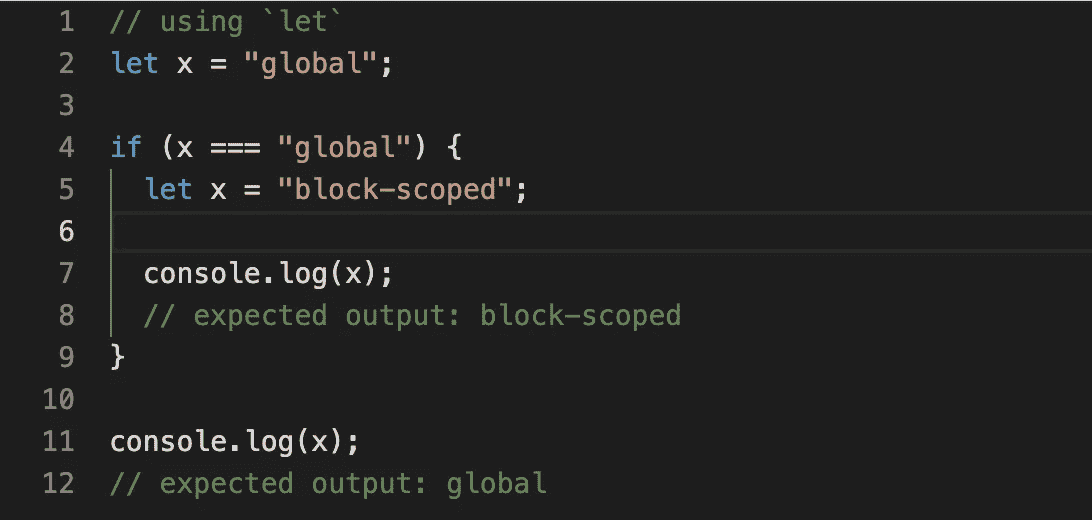 1 // using `let`
2 let x = "global";
3
4 if (x === "global") {
5 let x = "block-scoped";
6
7 console.log(x);
8 // expected output: block-scoped
9 }
10
11 console.log(x);
12 // expected output: global